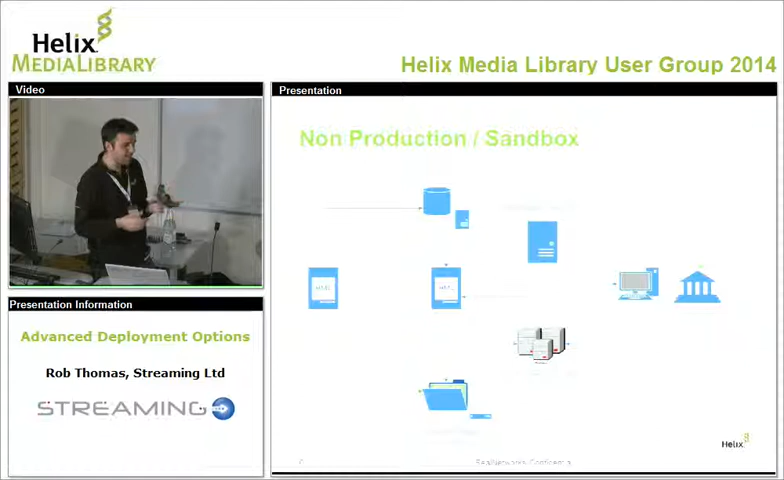 Helix
MEDIALIBRARY
Helix Media Library User Group 2014
Video
Presentation
Non Production / Sandbox
Presentation Information
Advanced Deployment Options
Rob Thomas, Streaming Ltd
STREAMING
Helix